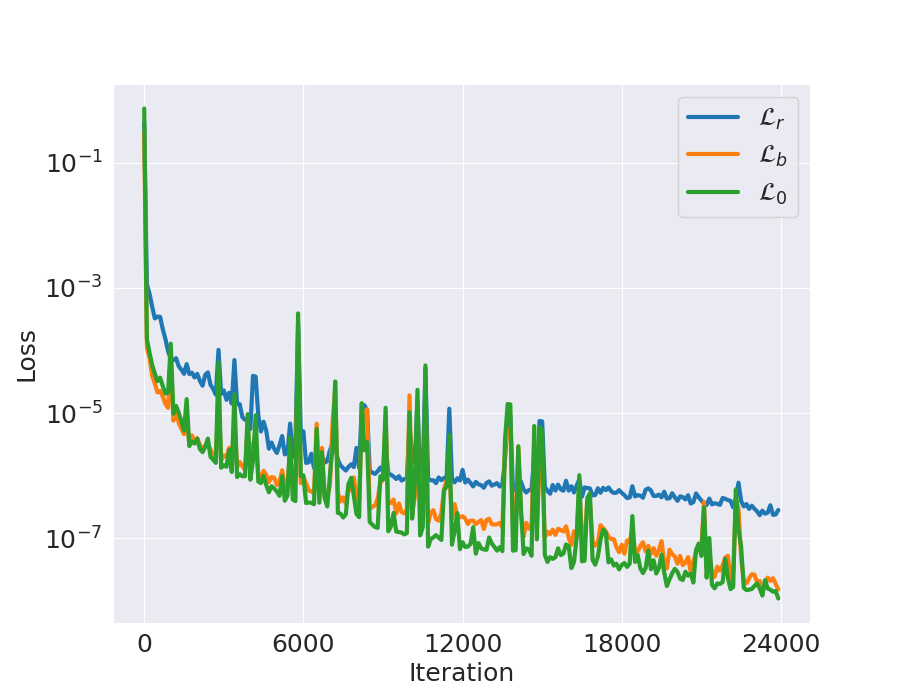 ℒ_r
ℒ_b
ℒ_0
10^{-1}
10^{-3}
10^{-5}
10^{-7}
Loss
0 6000 12000 18000 24000
Iteration